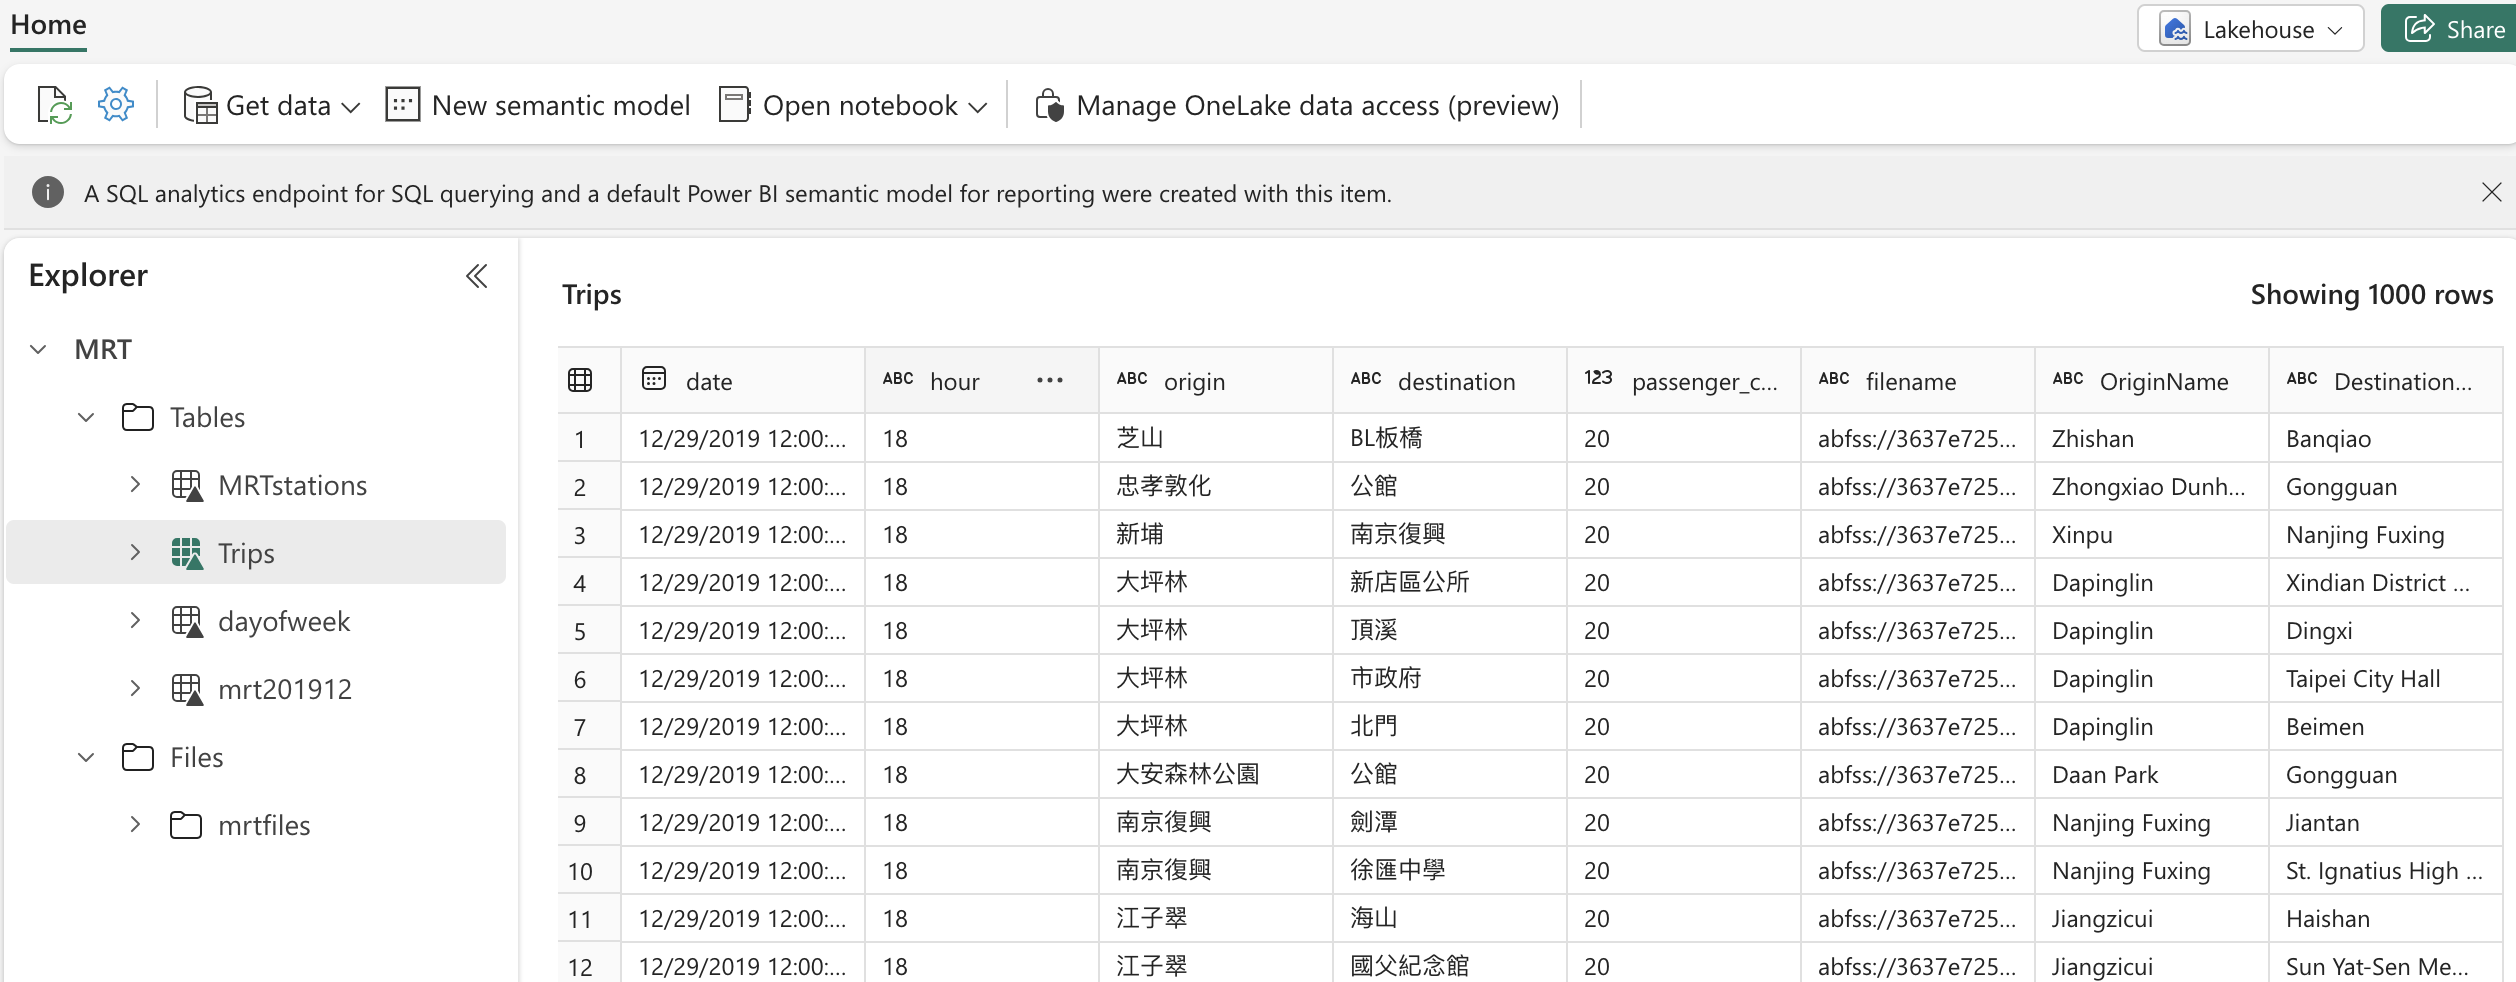 Home
Lakehouse
Share
Get data
New semantic model
Open notebook
Manage OneLake data access (preview)
A SQL analytics endpoint for SQL querying and a default Power BI semantic model for reporting were created with this item.
Explorer
MRT
Tables
MRTstations
Trips
dayofweek
mrt201912
Files
mrtfiles
Trips
Showing 1000 rows
date ABC hour ... ABC origin ABC destination 123 passenger_c... ABC filename ABC OriginName ABC Destination...
1 12/29/2019 12:00:... 18 芝山 BL板橋 20 abfss://3637e725... Zhishan Banqiao
2 12/29/2019 12:00:... 18 忠孝敦化 公館 20 abfss://3637e725... Zhongxiao Dunh... Gongguan
3 12/29/2019 12:00:... 18 新埔 南京復興 20 abfss://3637e725... Xinpu Nanjing Fuxing
4 12/29/2019 12:00:... 18 大坪林 新店區公所 20 abfss://3637e725... Dapinglin Xindian District ...
5 12/29/2019 12:00:... 18 大坪林 頂溪 20 abfss://3637e725... Dapinglin Dingxi
6 12/29/2019 12:00:... 18 大坪林 市政府 20 abfss://3637e725... Dapinglin Taipei City Hall
7 12/29/2019 12:00:... 18 大坪林 北門 20 abfss://3637e725... Dapinglin Beimen
8 12/29/2019 12:00:... 18 大安森林公園 公館 20 abfss://3637e725... Daan Park Gongguan
9 12/29/2019 12:00:... 18 南京復興 劍潭 20 abfss://3637e725... Nanjing Fuxing Jiantan
10 12/29/2019 12:00:... 18 南京復興 徐匯中學 20 abfss://3637e725... Nanjing Fuxing St. Ignatius High ...
11 12/29/2019 12:00:... 18 江子翠 海山 20 abfss://3637e725... Jiangzicui Haishan
12 12/29/2019 12:00:... 18 江子翠 國父紀念館 20 abfss://3637e725... Jiangzicui Sun Yat-Sen Me...